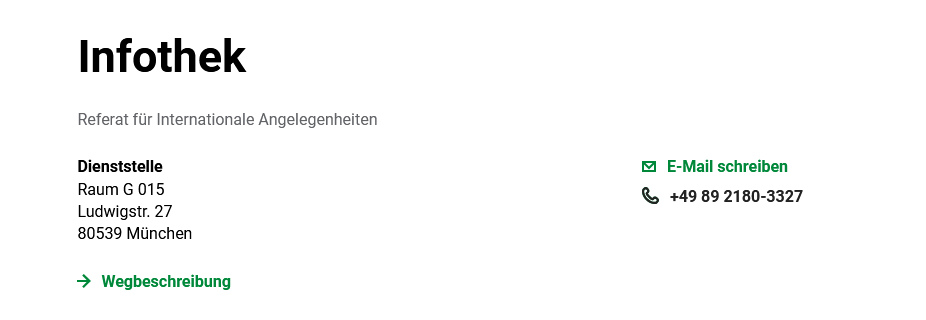 Infothek
Referat für Internationale Angelegenheiten
Dienststelle
Raum G 015
Ludwigstr. 27
80539 München
Wegbeschreibung
E-Mail schreiben
+49 89 2180-3327